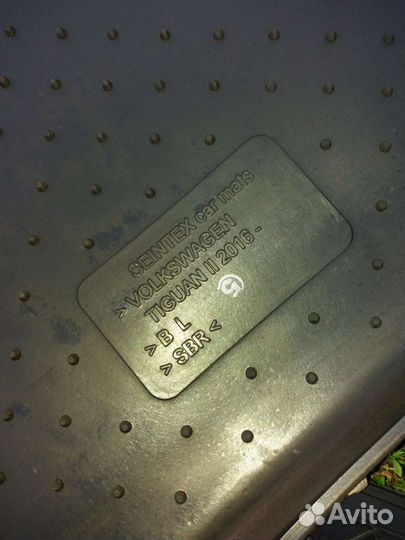 SEINTEX car mats
> VOLKSWAGEN
TIGUAN II 2016 -
> B L
> SBR <
Avito